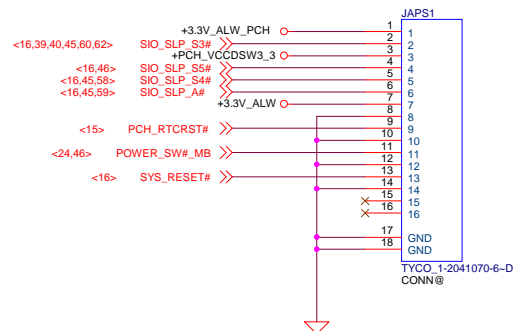 JAPS1
+3.3V_ALW_PCH 1 1
<16,39,40,45,60,62> SIO_SLP_S3# 2 2
+PCH_VCCDSW3_3 3 3
<16,46> SIO_SLP_S5# 4 4
<16,45,58> SIO_SLP_S4# 5 5
<16,45,59> SIO_SLP_A# 6 6
+3.3V_ALW 7 7
8 8
<15> PCH_RTCRST# 9 9
10 10
<24,46> POWER_SW#_MB 11 11
12 12
<16> SYS_RESET# 13 13
14 14
15 15
16 16
17 GND
18 GND
TYCO_1-2041070-6~D
CONN@